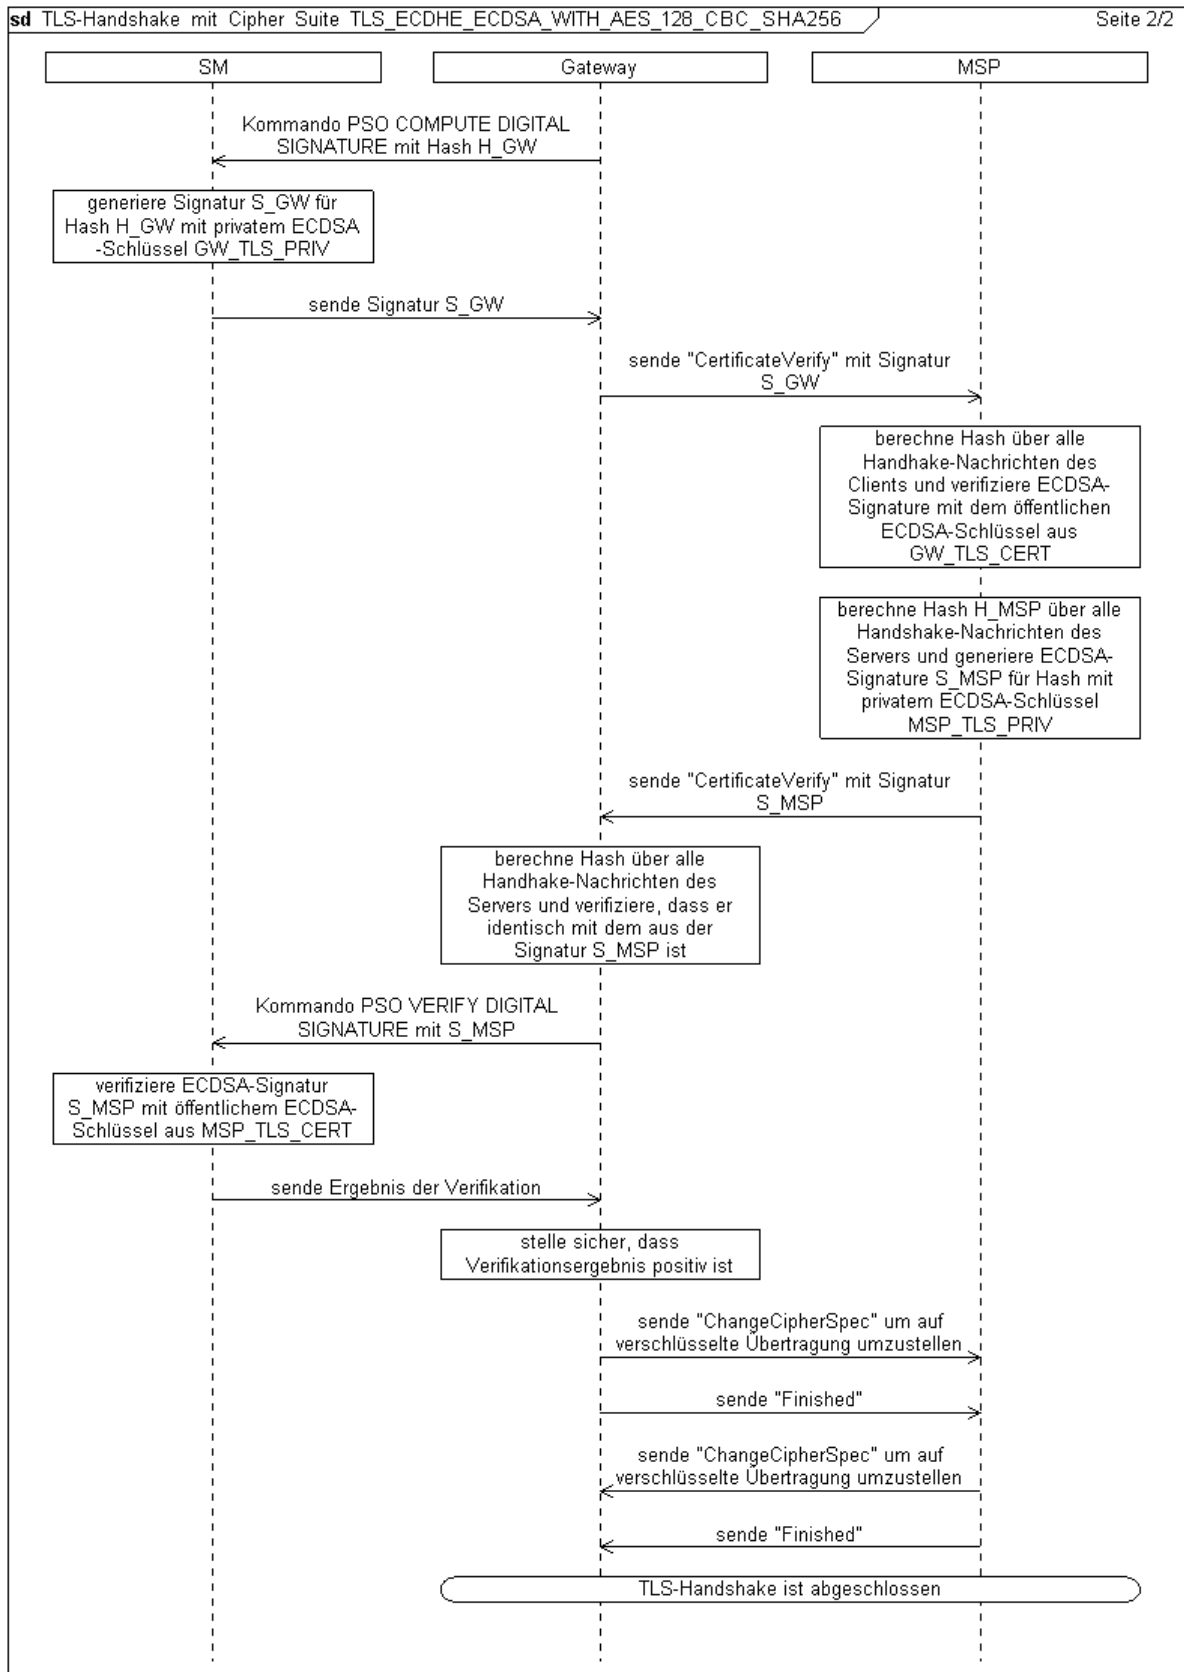 sd TLS-Handshake mit Cipher Suite TLS_ECDHE_ECDSA_WITH_AES_128_CBC_SHA256
Seite 2/2
SM
Gateway
MSP
Kommando PSO COMPUTE DIGITAL
SIGNATURE mit Hash H_GW
generiere Signatur S_GW für
Hash H_GW mit privatem ECDSA
-Schlüssel GW_TLS_PRIV
sende Signatur S_GW
sende "CertificateVerify" mit Signatur
S_GW
berechne Hash über alle
Handhake-Nachrichten des
Clients und verifiziere ECDSA-
Signature mit dem öffentlichen
ECDSA-Schlüssel aus
GW_TLS_CERT
berechne Hash H_MSP über alle
Handshake-Nachrichten des
Servers und generiere ECDSA-
Signature S_MSP für Hash mit
privatem ECDSA-Schlüssel
MSP_TLS_PRIV
sende "CertificateVerify" mit Signatur
S_MSP
berechne Hash über alle
Handhake-Nachrichten des
Servers und verifiziere, dass er
identisch mit dem aus der
Signatur S_MSP ist
Kommando PSO VERIFY DIGITAL
SIGNATURE mit S_MSP
verifiziere ECDSA-Signatur
S_MSP mit öffentlichem ECDSA-
Schlüssel aus MSP_TLS_CERT
sende Ergebnis der Verifikation
stelle sicher, dass
Verifikationsergebnis positiv ist
sende "ChangeCipherSpec" um auf
verschlüsselte Übertragung umzustellen
sende "Finished"
sende "ChangeCipherSpec" um auf
verschlüsselte Übertragung umzustellen
sende "Finished"
TLS-Handshake ist abgeschlossen